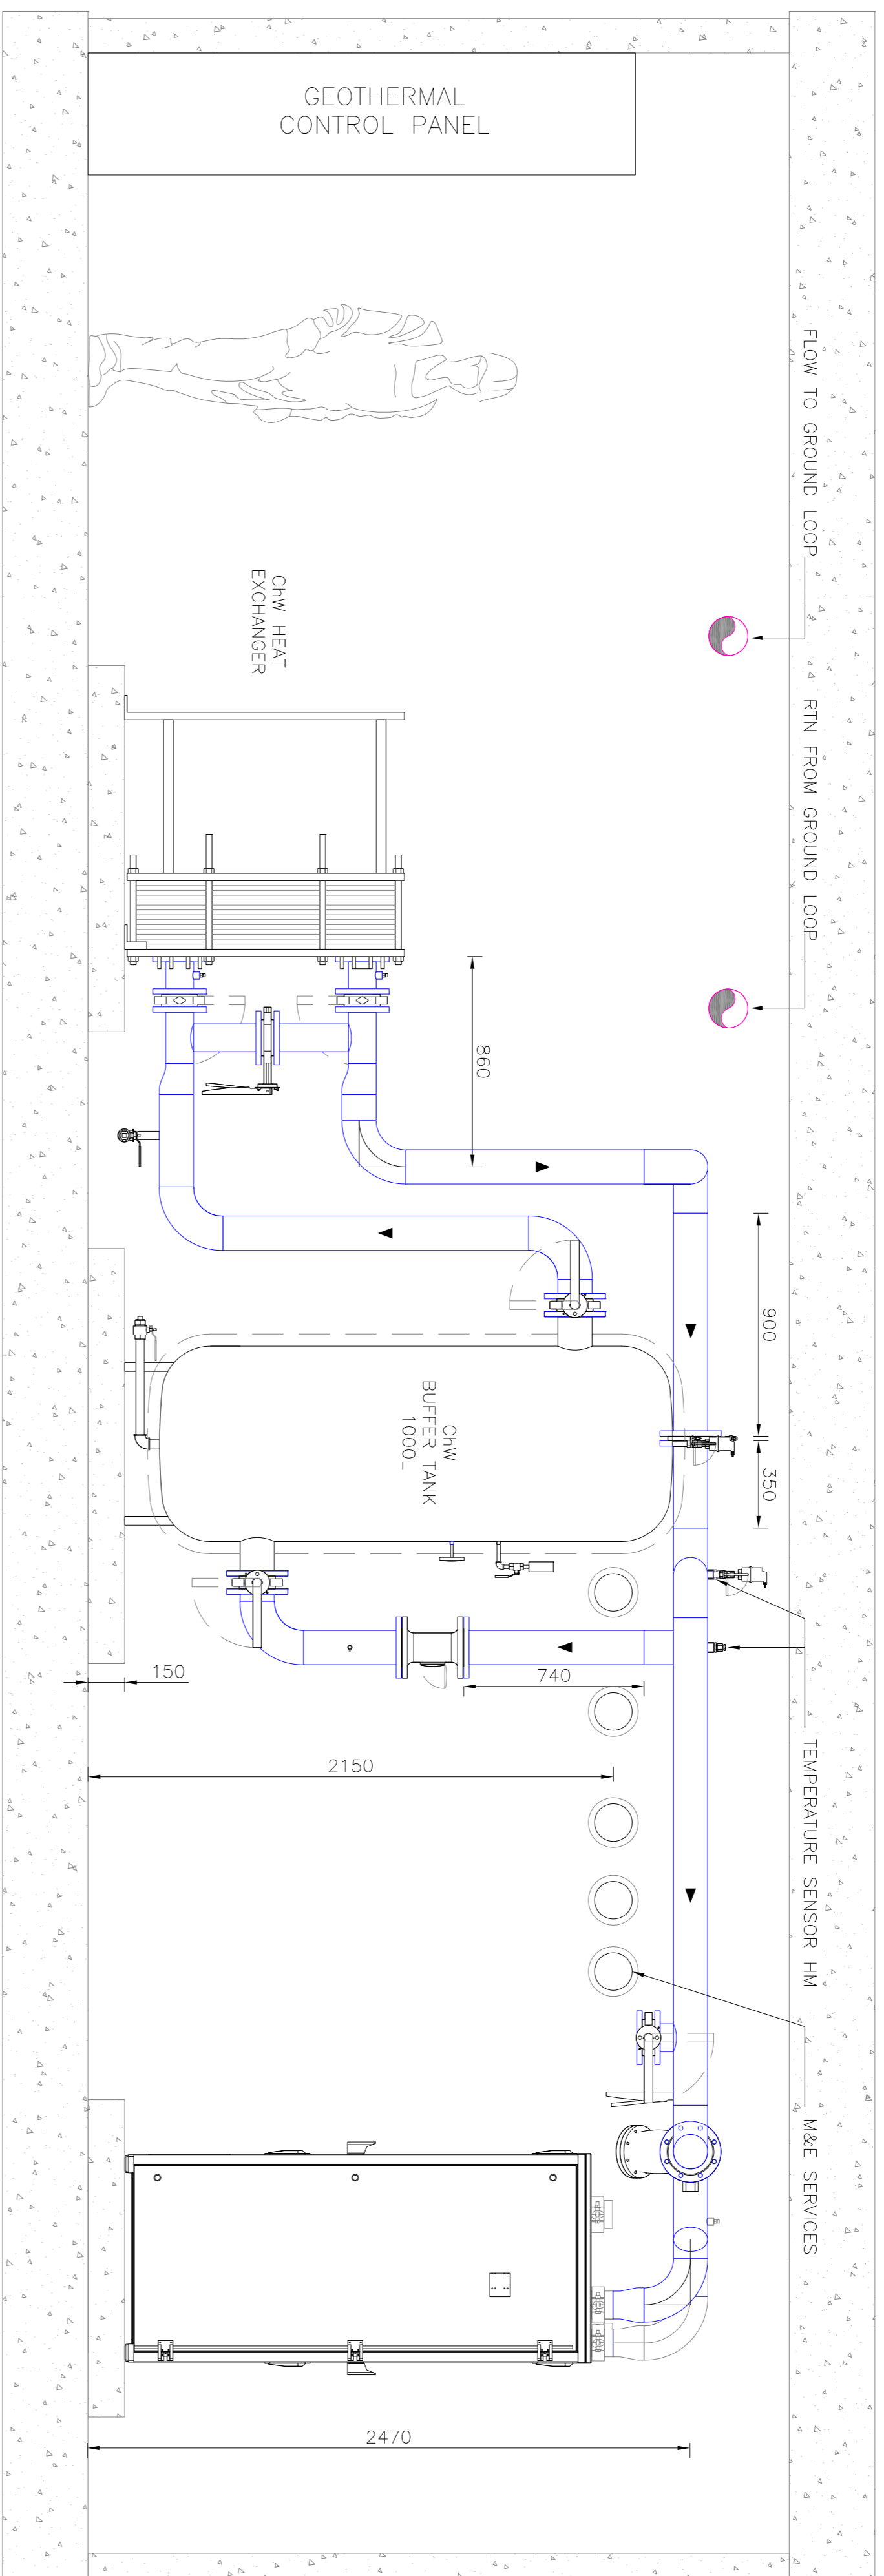 GEOTHERMAL
CONTROL PANEL
FLOW TO GROUND LOOP
RTN FROM GROUND LOOP
ChW HEAT
EXCHANGER
860
900
350
ChW
BUFFER TANK
1000L
150
740
2150
TEMPERATURE SENSOR HM
M&E SERVICES
2470